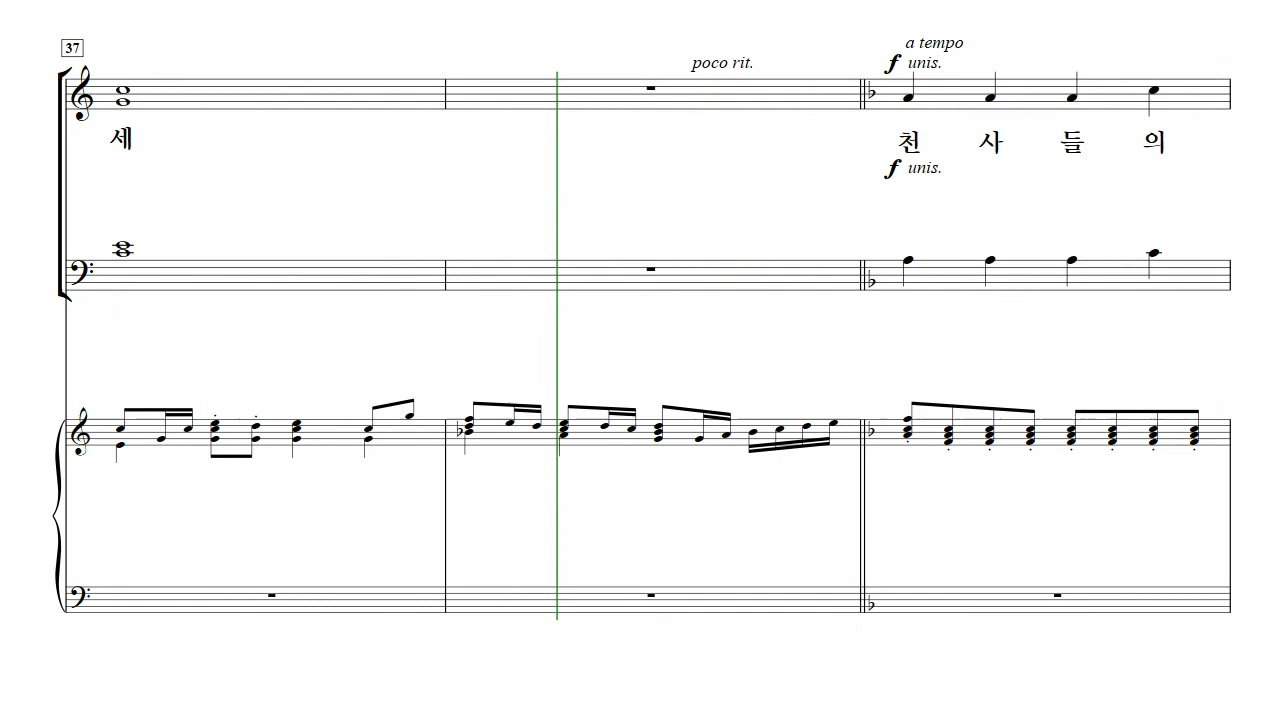 37
a tempo
poco rit.
f unis.
세 천 사 들 의
f unis.